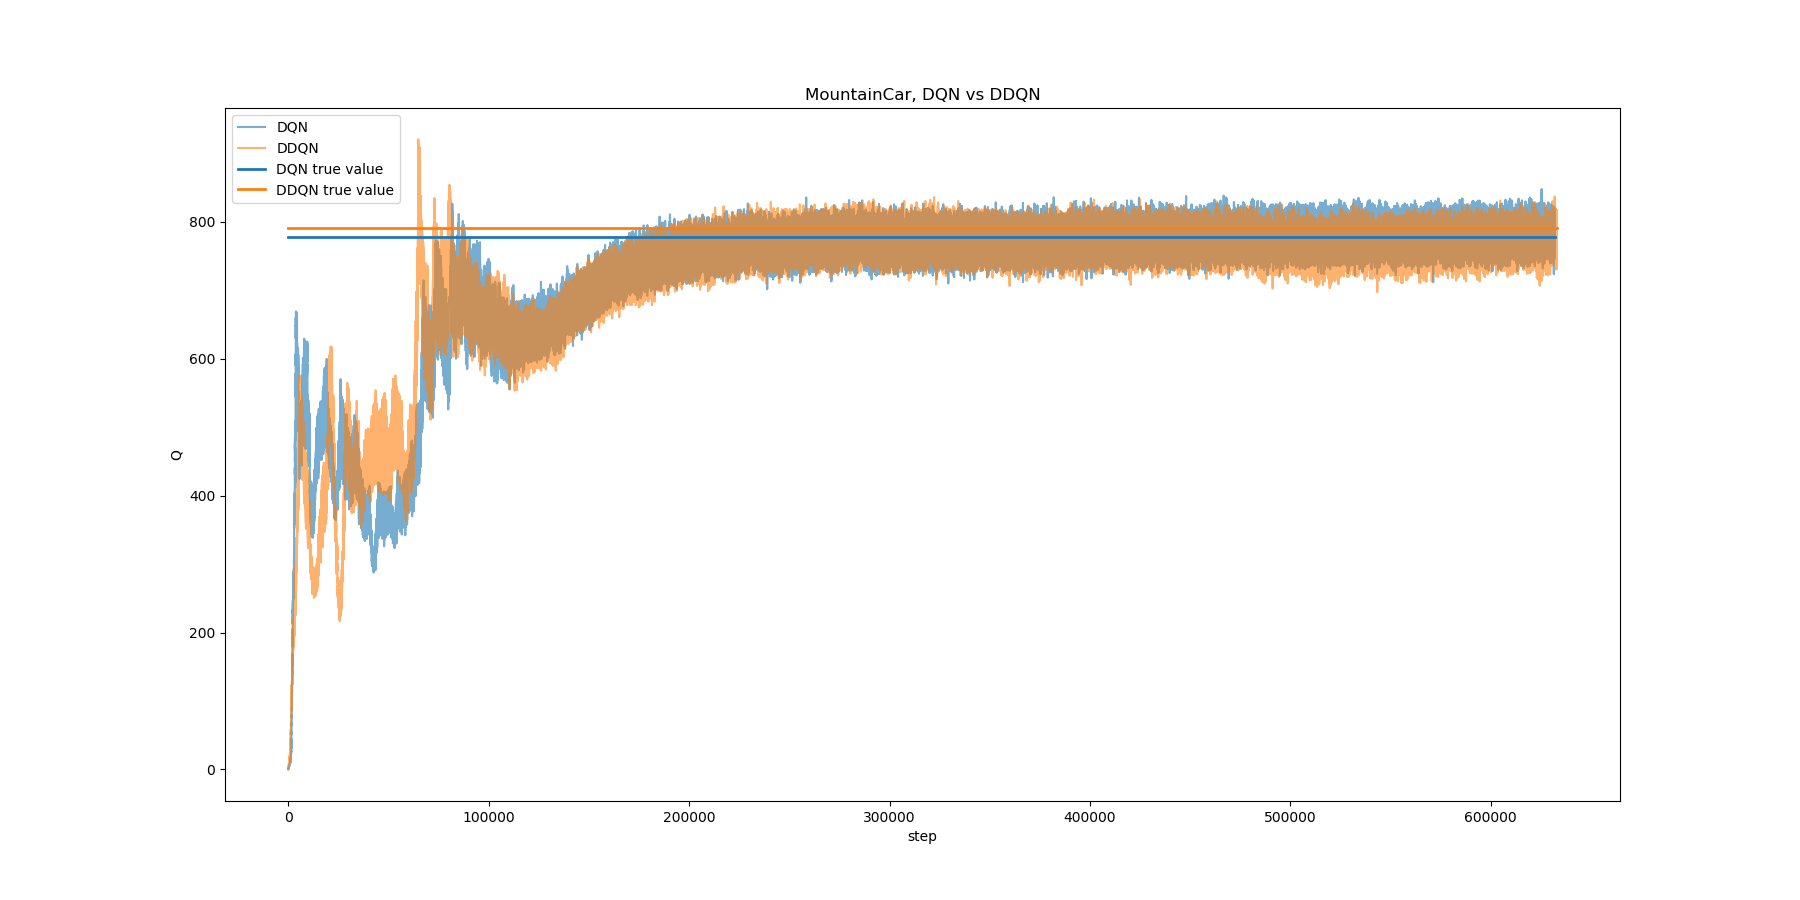 MountainCar, DQN vs DDQN
DQN
DDQN
DQN true value
DDQN true value
800
600
400
200
0
Q
0 100000 200000 300000 400000 500000 600000
step